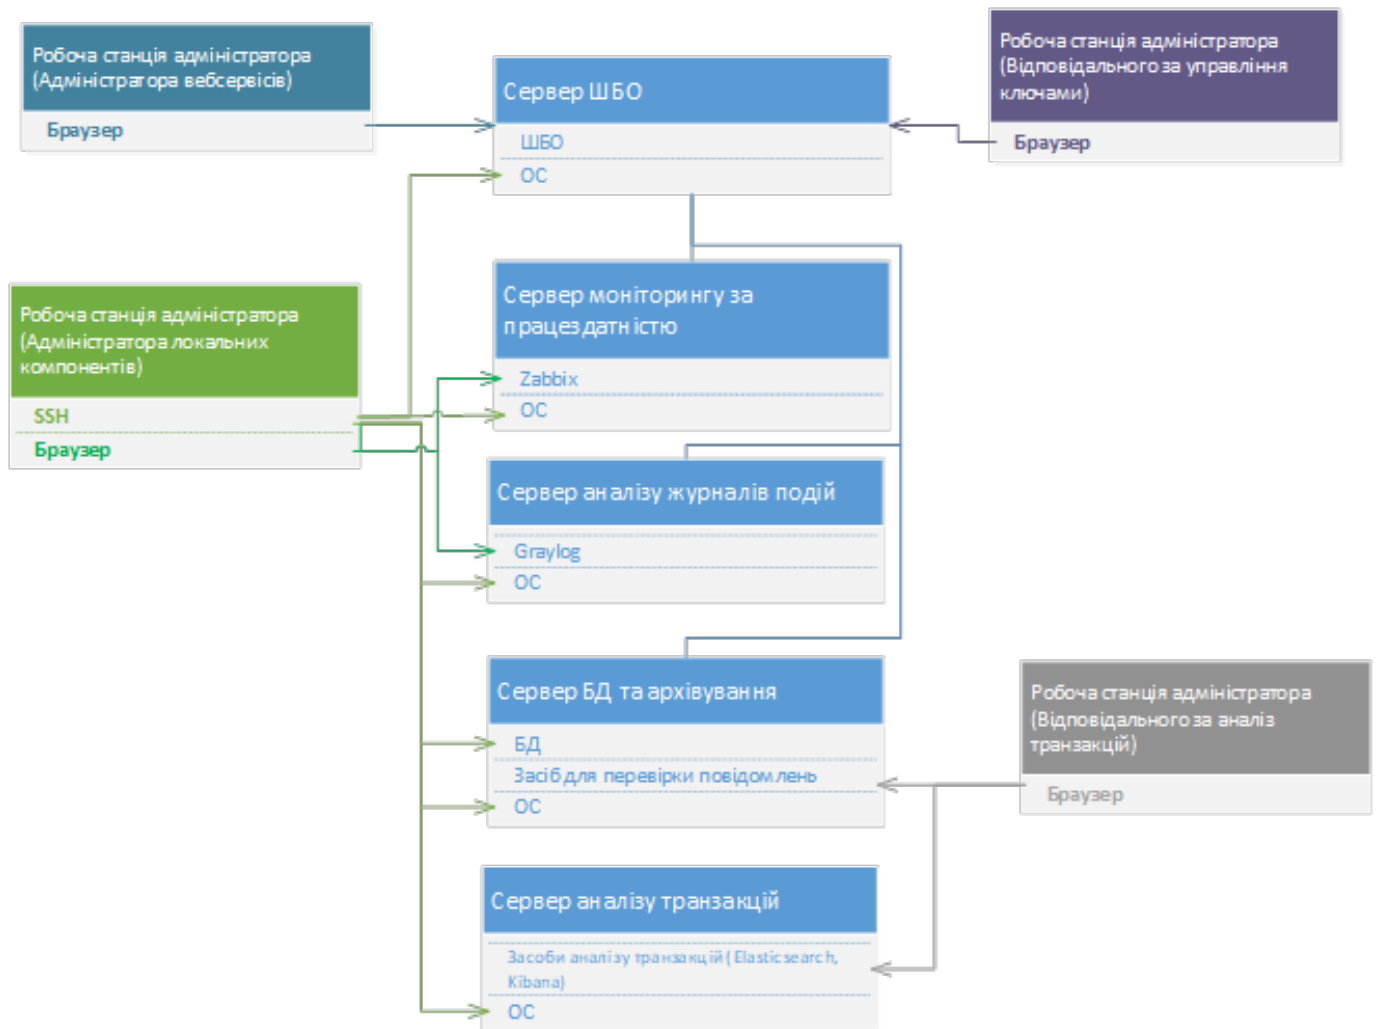 Робоча станція адміністратора
(Адміністратора вебсервісів)
Браузер
Сервер ШБО
ШБО
ОС
Робоча станція адміністратора
(Відповідального за управління
ключами)
Браузер
Робоча станція адміністратора
(Адміністратора локальних
компонентів)
SSH
Браузер
Сервер моніторингу за
працездатністю
Zabbix
ОС
Сервер аналізу журналів подій
Graylog
ОС
Сервер БД та архівування
БД
Засіб для перевірки повідомлень
ОС
Робоча станція адміністратора
(Відповідального за аналіз
транзакцій)
Браузер
Сервер аналізу транзакцій
Засоби аналізу транзакцій ( Elasticsearch,
Kibana)
ОС